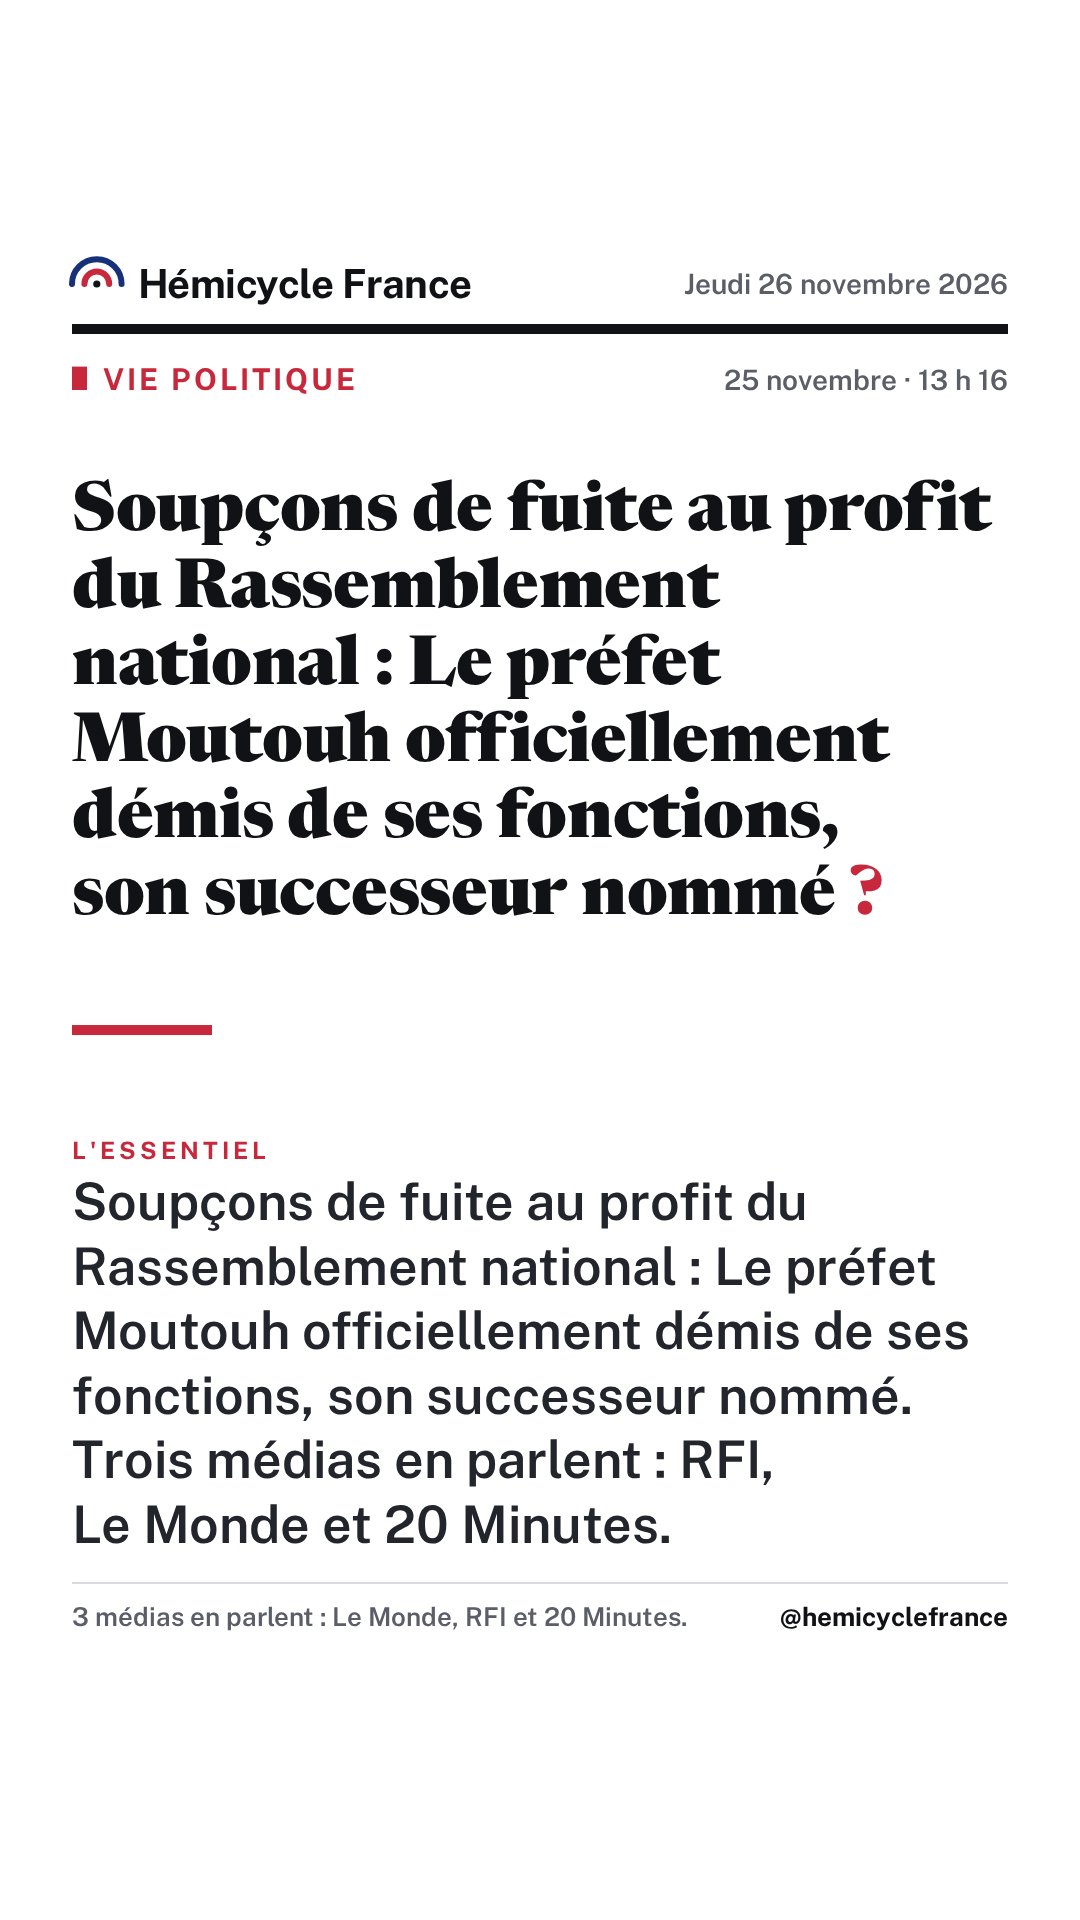 Hémicycle France
Jeudi 26 novembre 2026
VIE POLITIQUE
25 novembre · 13 h 16
Soupçons de fuite au profit
du Rassemblement
national : Le préfet
Moutouh officiellement
démis de ses fonctions,
son successeur nommé ?
L'ESSENTIEL
Soupçons de fuite au profit du
Rassemblement national : Le préfet
Moutouh officiellement démis de ses
fonctions, son successeur nommé.
Trois médias en parlent : RFI,
Le Monde et 20 Minutes.
3 médias en parlent : Le Monde, RFI et 20 Minutes.
@hemicyclefrance